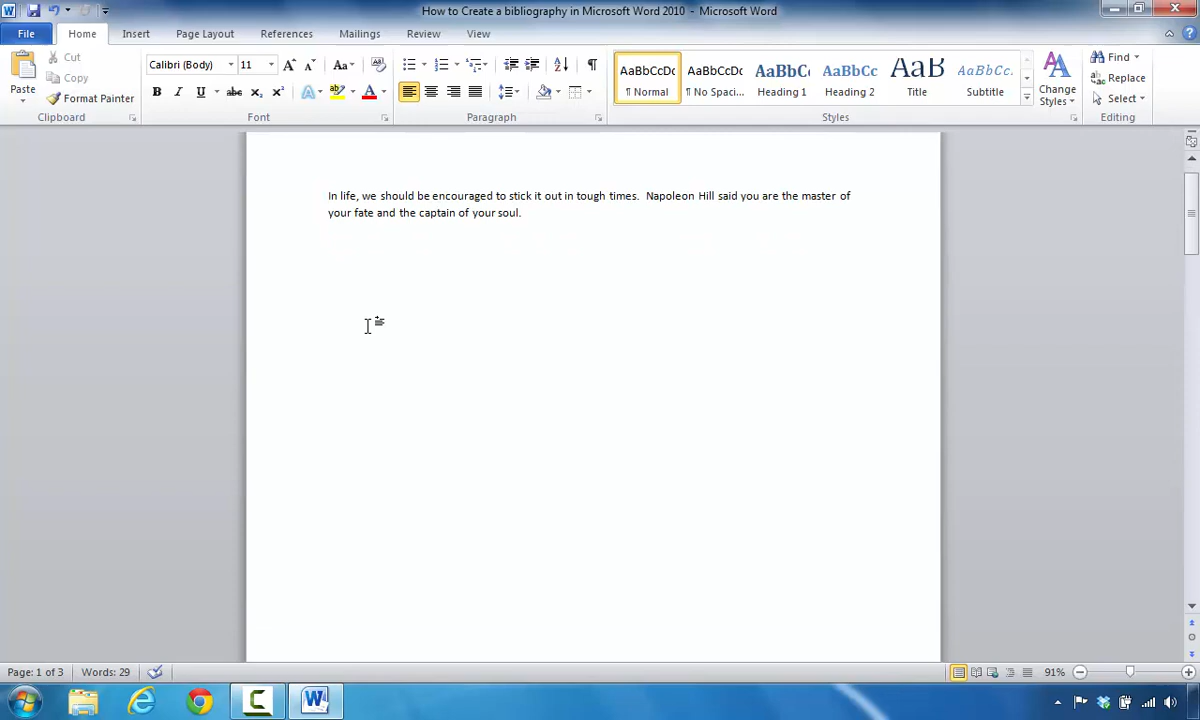 How to Create a bibliography in Microsoft Word 2010 - Microsoft Word
File Home Insert Page Layout References Mailings Review View
Cut
Copy
Format Painter
Paste
Clipboard
Calibri (Body) 11
Font
Paragraph
AaBbCcDc AaBbCcDc AaBbCc AaBbCc AaB AaBbCc.
¶ Normal ¶ No Spaci... Heading 1 Heading 2 Title Subtitle
Change
Styles
Styles
Find
Replace
Select
Editing
In life, we should be encouraged to stick it out in tough times. Napoleon Hill said you are the master of
your fate and the captain of your soul.
Page: 1 of 3 Words: 29 91%